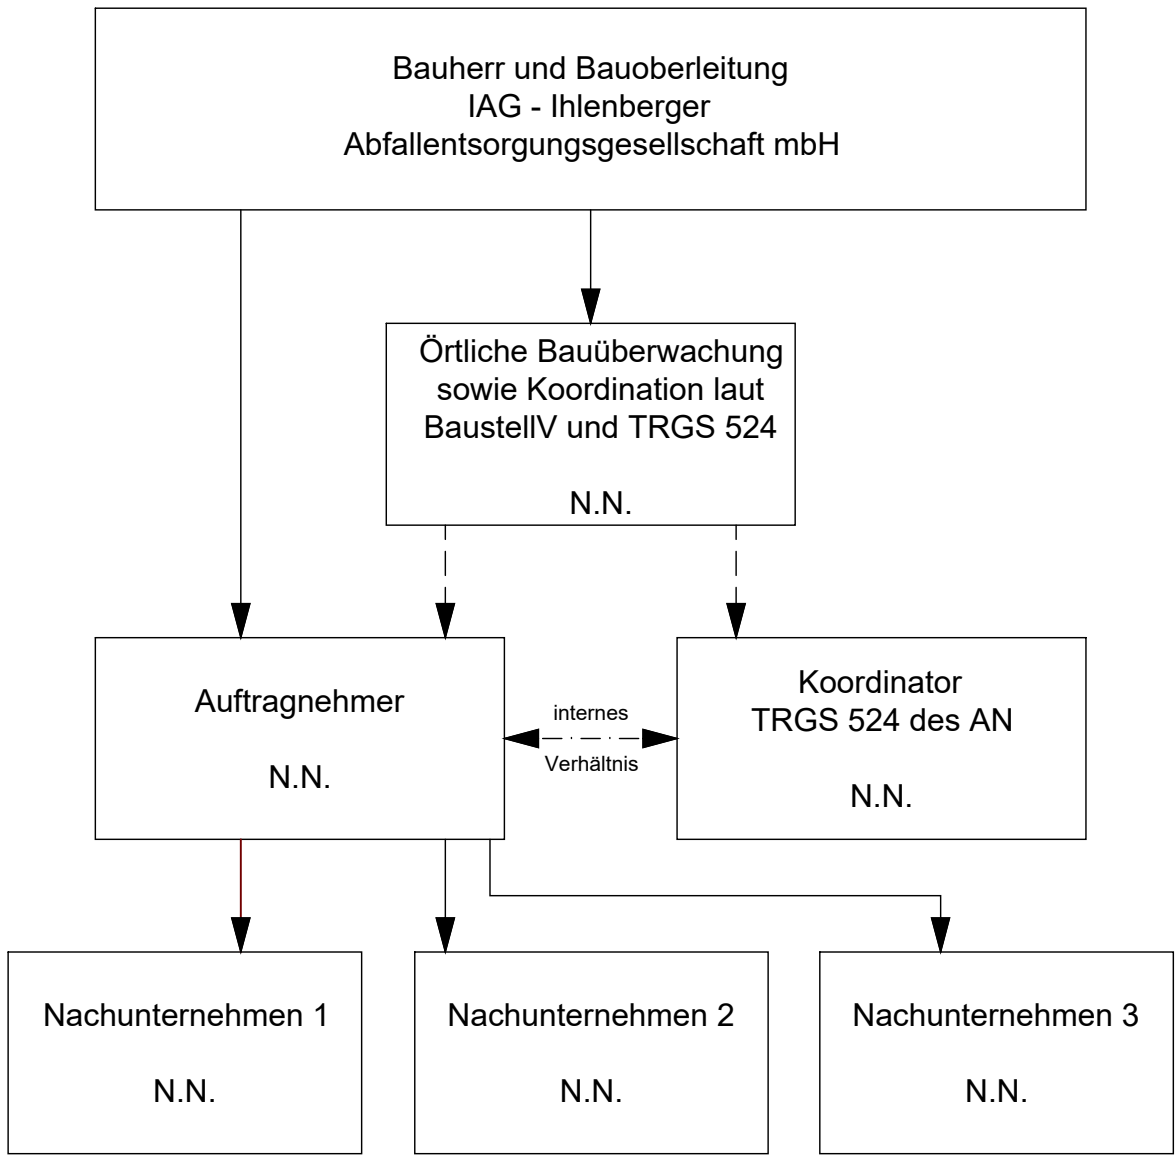 Bauherr und Bauoberleitung
IAG - Ihlenberger
Abfallentsorgungsgesellschaft mbH
Örtliche Bauüberwachung
sowie Koordination laut
BaustellV und TRGS 524
N.N.
Auftragnehmer
N.N.
internes
Verhältnis
Koordinator
TRGS 524 des AN
N.N.
Nachunternehmen 1
N.N.
Nachunternehmen 2
N.N.
Nachunternehmen 3
N.N.